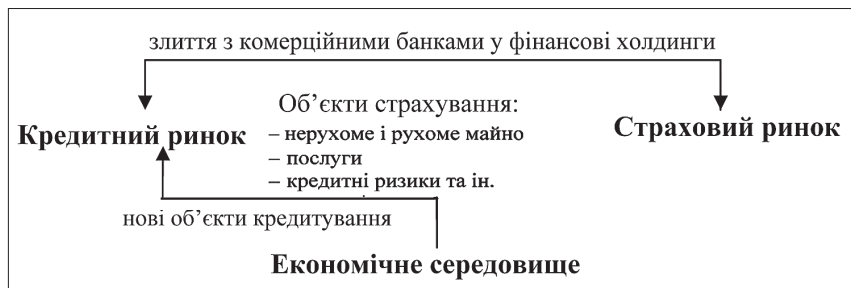 злиття з комерційними банками у фінансові холдинги
Об’єкти страхування:
Кредитний ринок
– нерухоме і рухоме майно
Страховий ринок
– послуги
– кредитні ризики та ін.
нові об’єкти кредитування
Економічне середовище